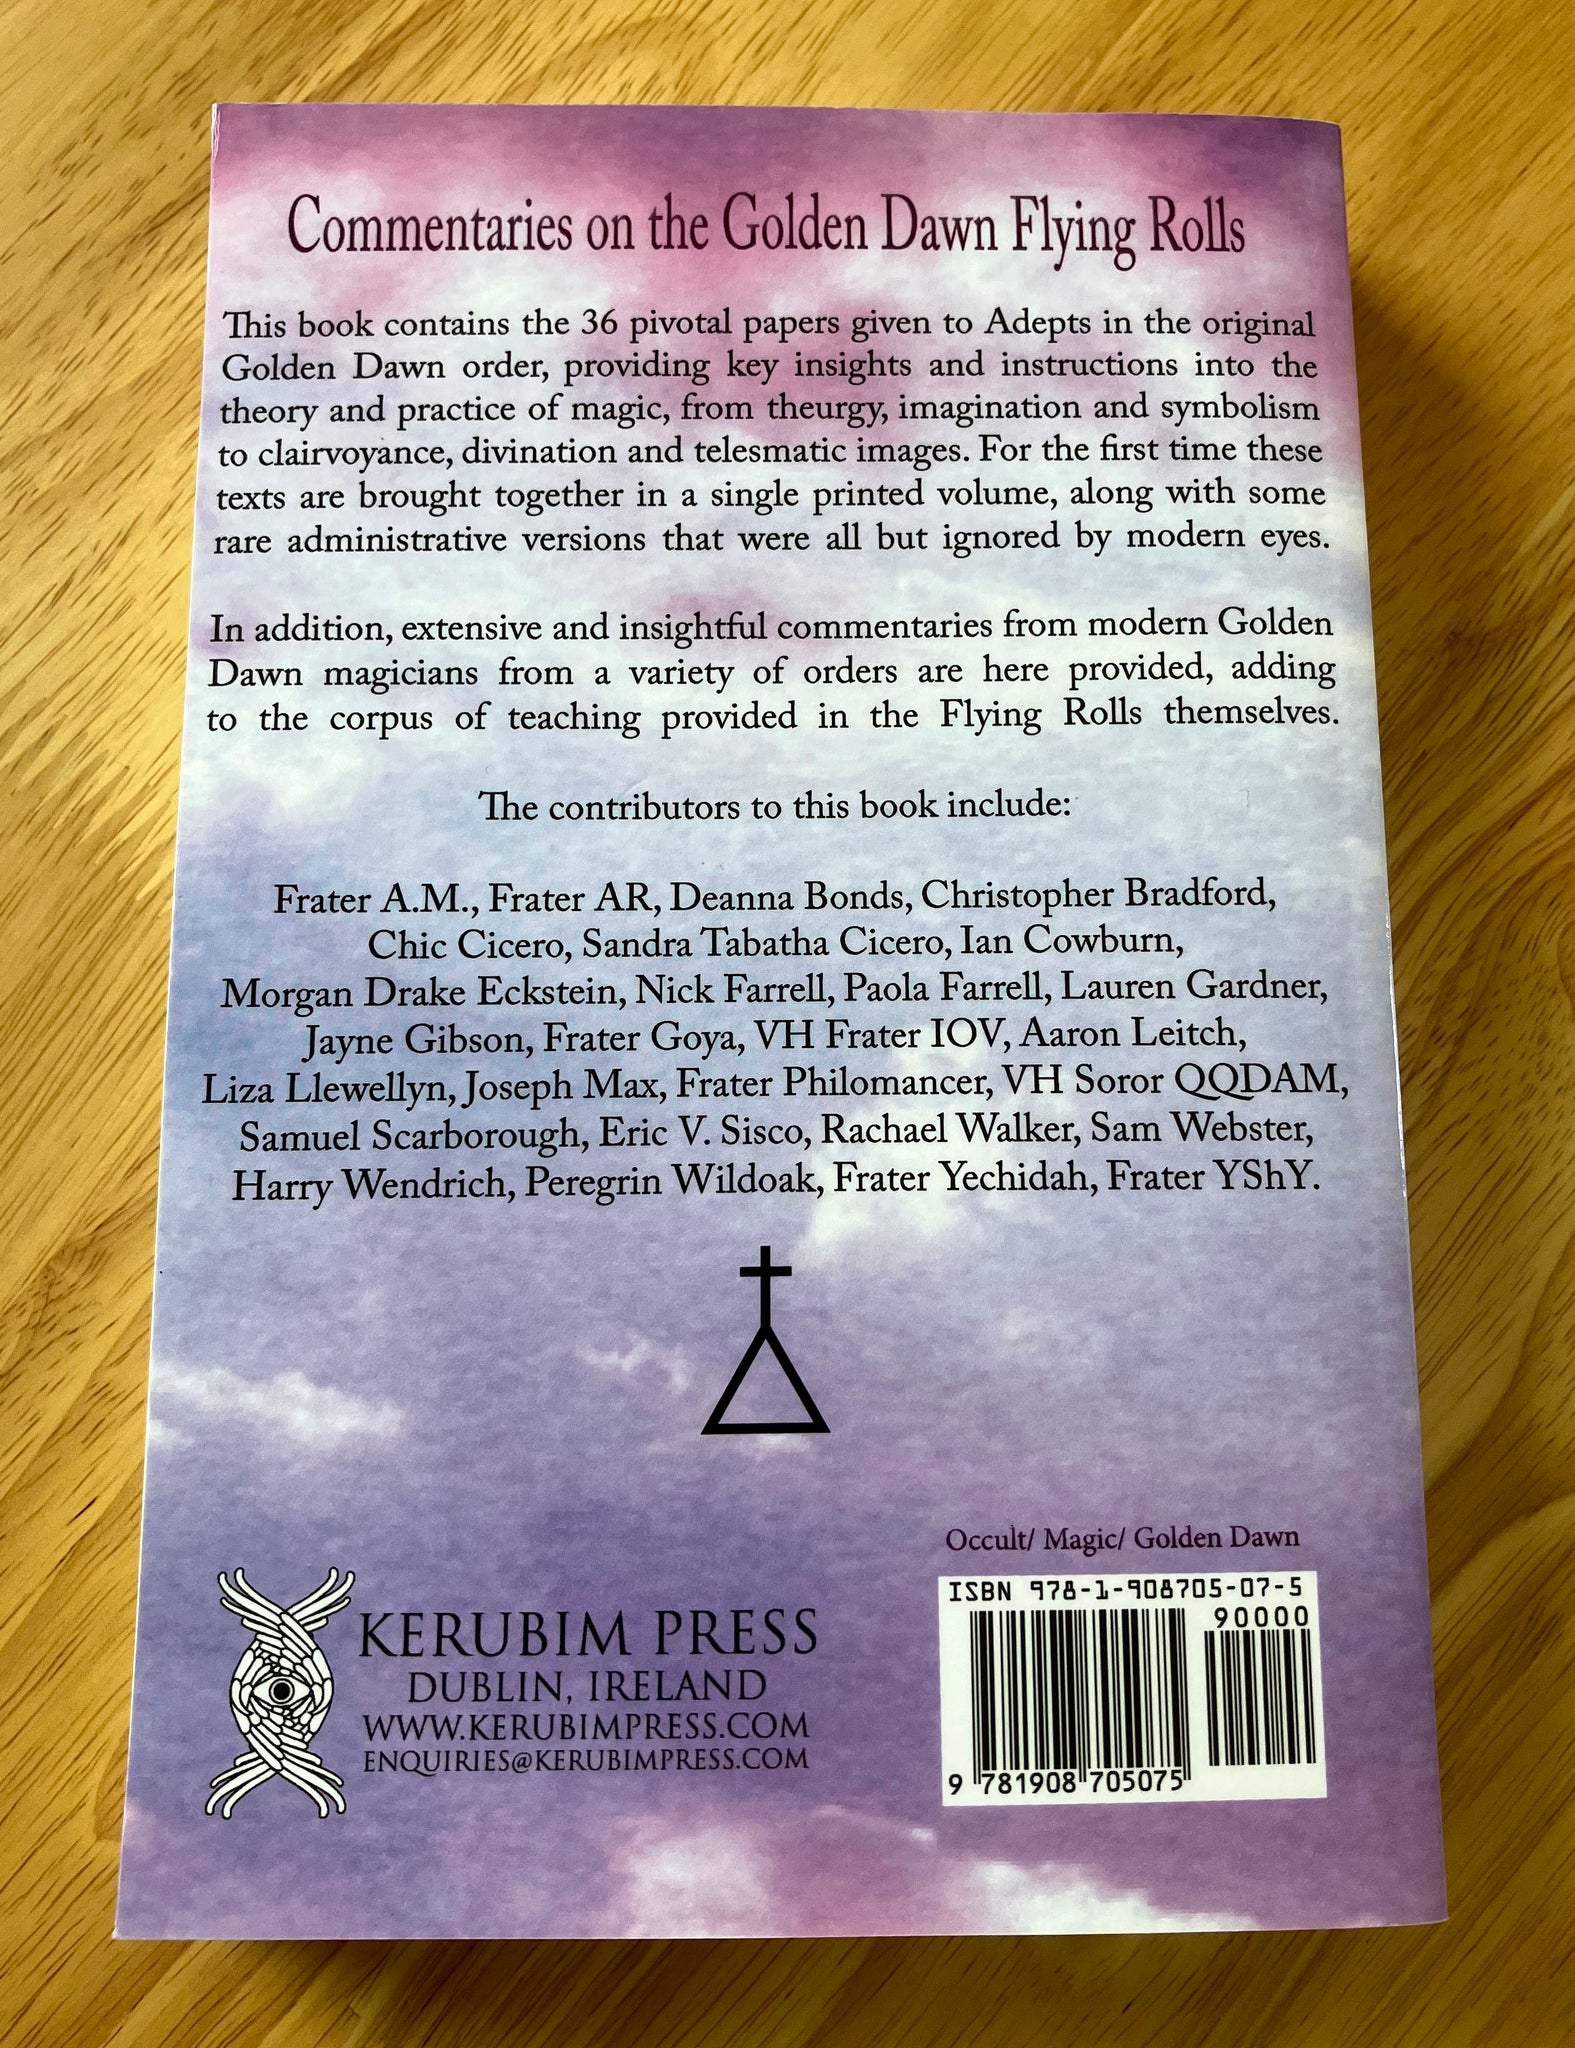 Commentaries on the Golden Dawn Flying Rolls
This book contains the 36 pivotal papers given to Adepts in the original
Golden Dawn order, providing key insights and instructions into the
theory and practice of magic, from theurgy, imagination and symbolism
to clairvoyance, divination and telesmatic images. For the first time these
texts are brought together in a single printed volume, along with some
rare administrative versions that were all but ignored by modern eyes.
In addition, extensive and insightful commentaries from modern Golden
Dawn magicians from a variety of orders are here provided, adding
to the corpus of teaching provided in the Flying Rolls themselves.
The contributors to this book include:
Frater A.M., Frater AR, Deanna Bonds, Christopher Bradford,
Chic Cicero, Sandra Tabatha Cicero, Ian Cowburn,
Morgan Drake Eckstein, Nick Farrell, Paola Farrell, Lauren Gardner,
Jayne Gibson, Frater Goya, VH Frater IOV, Aaron Leitch,
Liza Llewellyn, Joseph Max, Frater Philomancer, VH Soror QQDAM,
Samuel Scarborough, Eric V. Sisco, Rachael Walker, Sam Webster,
Harry Wendrich, Peregrin Wildoak, Frater Yechidah, Frater YShY.
Occult/ Magic/ Golden Dawn
KERUBIM PRESS
DUBLIN, IRELAND
WWW.KERUBIMPRESS.COM
ENQUIRIES@KERUBIMPRESS.COM
ISBN 978-1-908705-07-5
90000
9 781908 705075